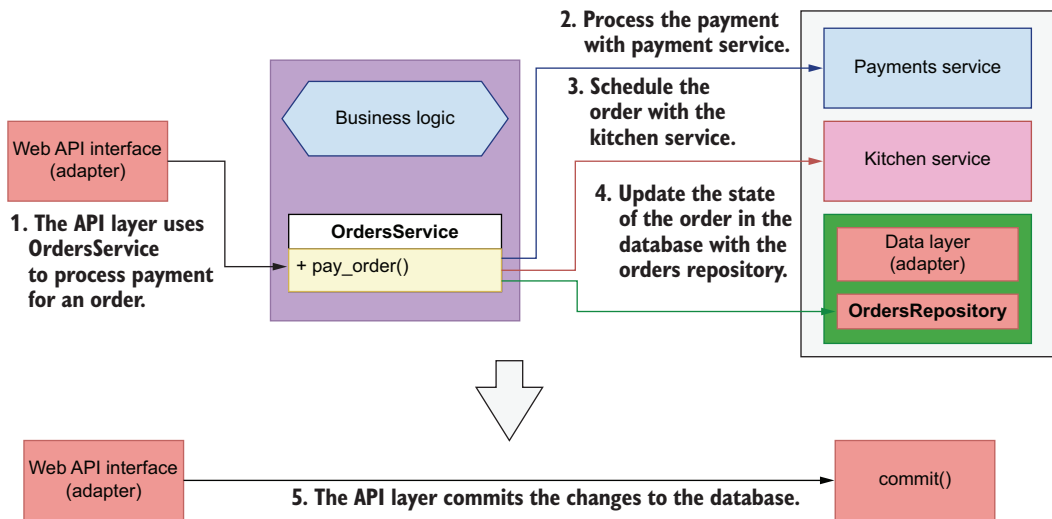 2. Process the payment
with payment service.
Payments service
Business logic
3. Schedule the
order with the
kitchen service.
Web API interface
(adapter)
Kitchen service
1. The API layer uses
OrdersService
to process payment
for an order.
OrdersService
+ pay_order()
4. Update the state
of the order in the
database with the
orders repository.
Data layer
(adapter)
OrdersRepository
Web API interface
(adapter)
5. The API layer commits the changes to the database.
commit()